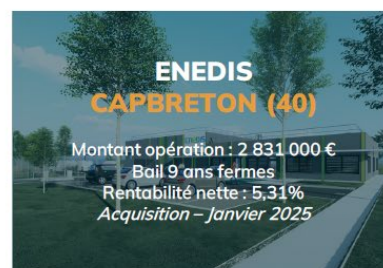 ENEDIS
CAPBRETON (40)
Montant opération : 2 831 000 €
Bail 9 ans fermes
Rentabilité nette : 5,31%
Acquisition – Janvier 2025